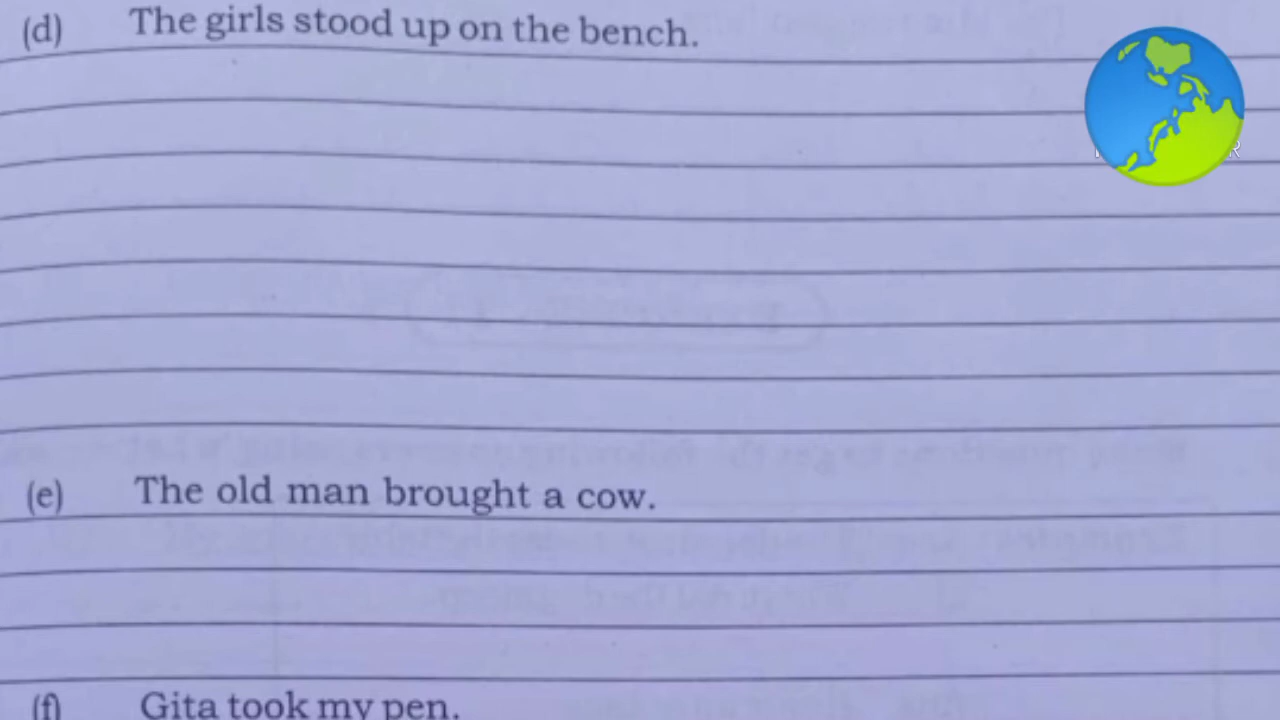 (d) The girls stood up on the bench.
(e) The old man brought a cow.
(f) Gita took my pen.